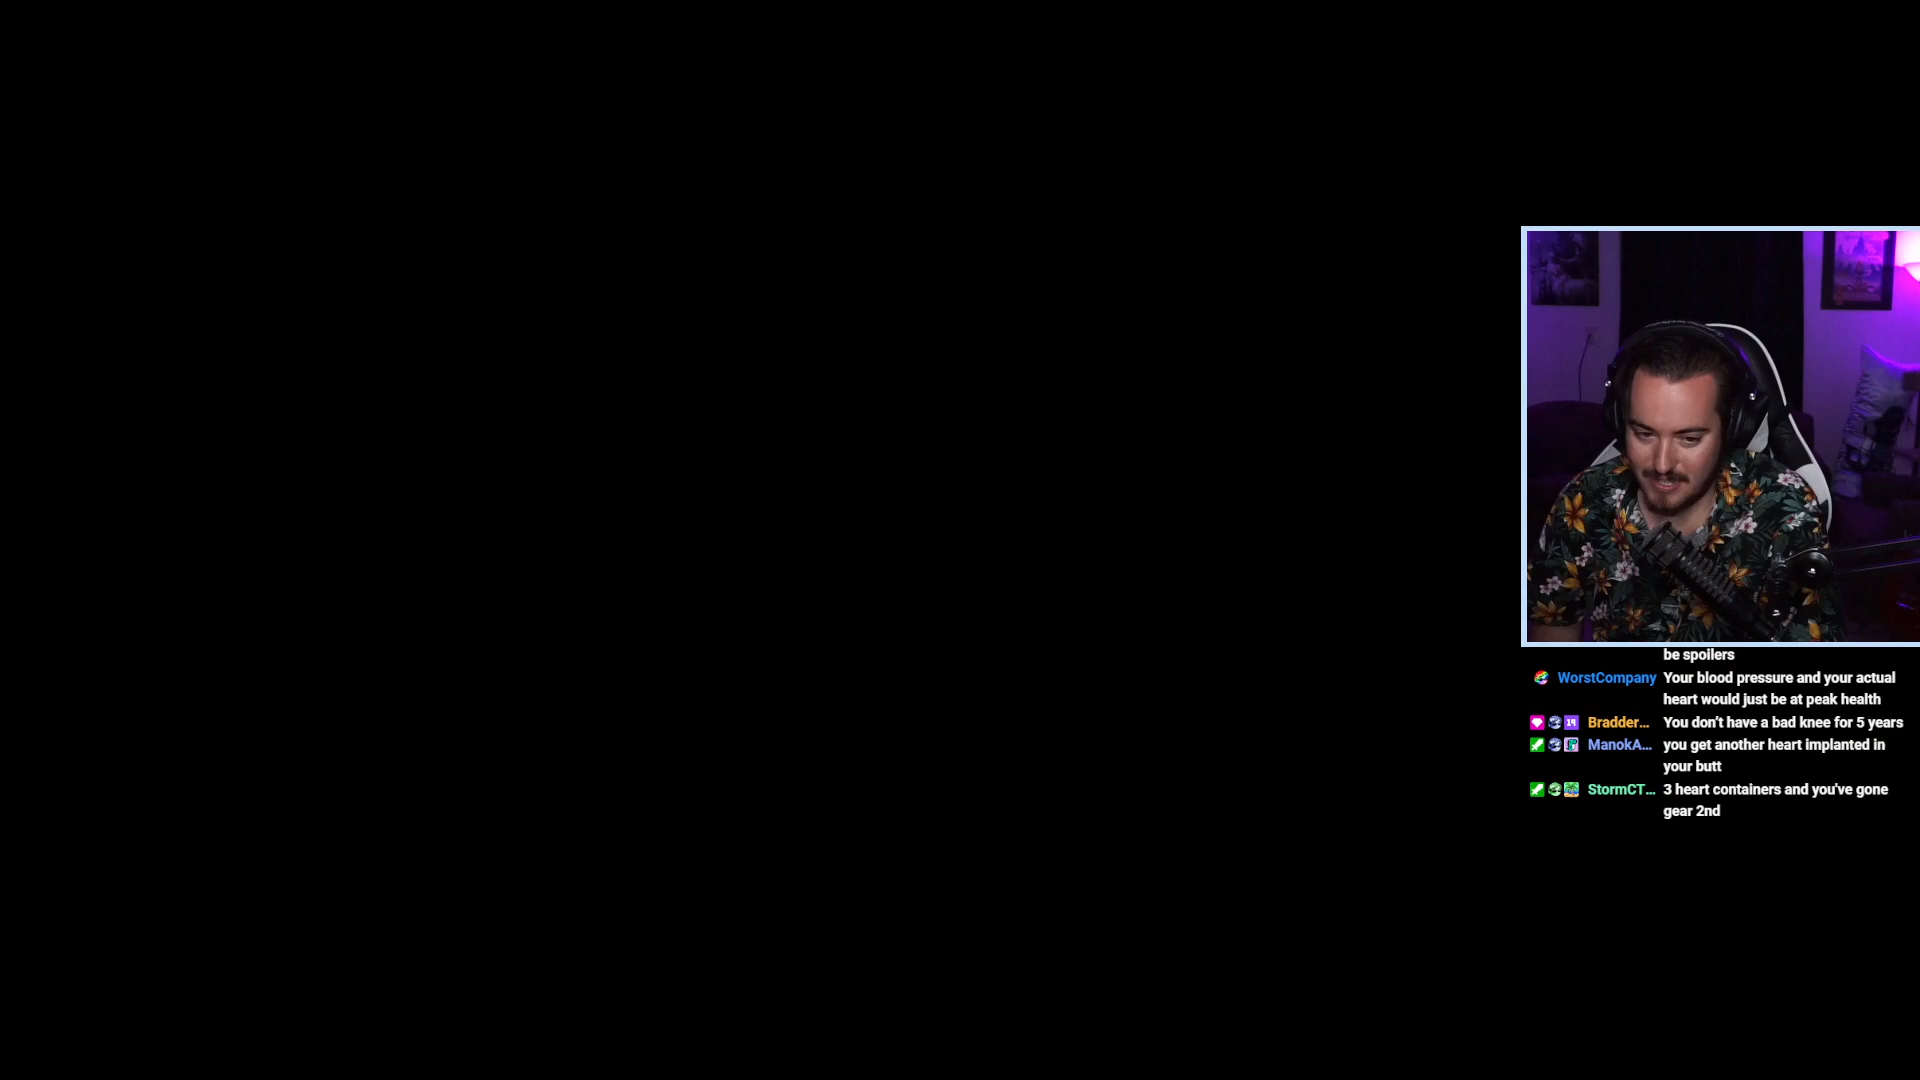 be spoilers
WorstCompany Your blood pressure and your actual
heart would just be at peak health
14 Bradder... You don't have a bad knee for 5 years
ManokA... you get another heart implanted in
your butt
StormCT... 3 heart containers and you've gone
gear 2nd